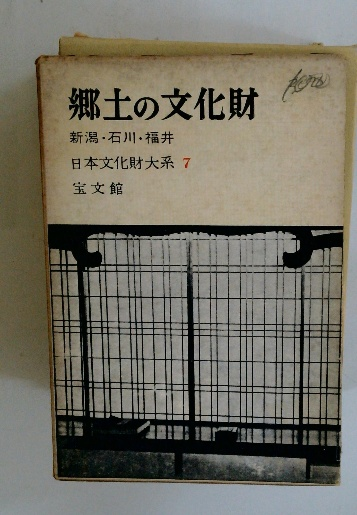 郷土の文化財
新潟・石川・福井
日本文化財大系 7
宝文館